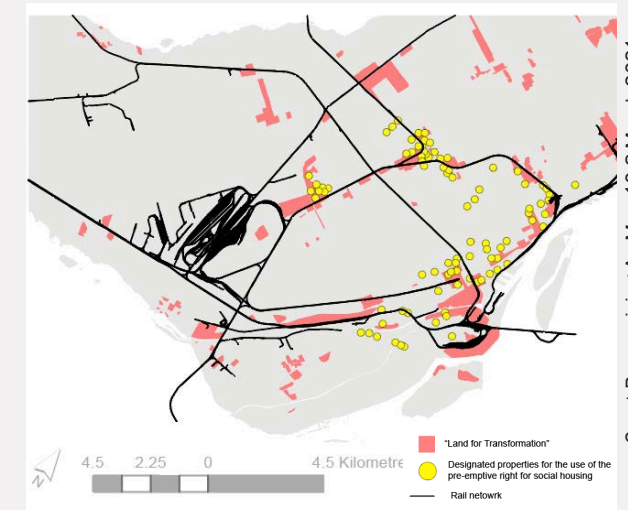 4.5 2.25 0 4.5 Kilometre
N
"Land for Transformation"
Designated properties for the use of the
pre-emptive right for social housing
Rail netowrk